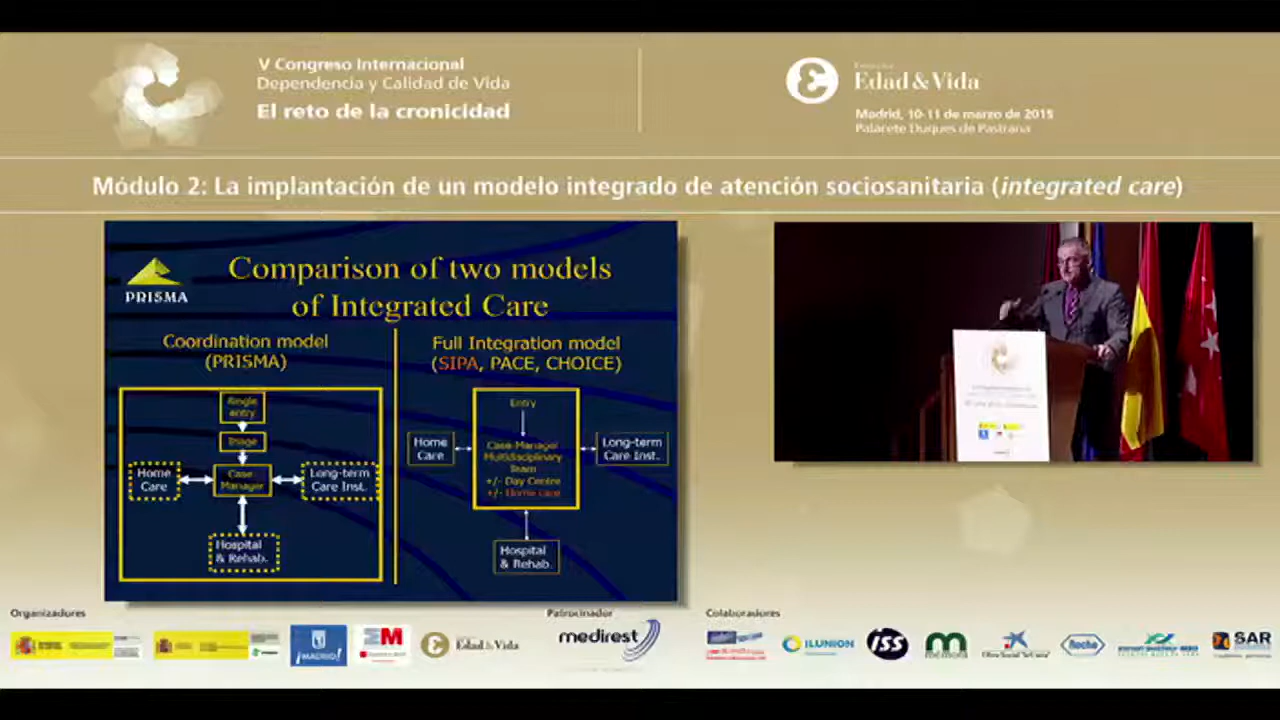 V Congreso Internacional
Dependencia y Calidad de Vida
El reto de la cronicidad
Edad & Vida
Madrid, 10-11 de marzo de 2015
Palacete Duques de Pastrana
Módulo 2: La implantación de un modelo integrado de atención sociosanitaria (integrated care)
PRISMA
Comparison of two models
of Integrated Care
Coordination model
(PRISMA)
Single
entry
Triage
Home
Care
Case
Manager
Long-term
Care Inst.
Hospital
& Rehab.
Full Integration model
(SIPA, PACE, CHOICE)
Entry
Home
Care
Case-Manager
Multidisciplinary
Team
+/- Day Centre
+/- Home care
Long-term
Care Inst.
Hospital
& Rehab.
Organizadores
¡MADRID!
EM
Edad & Vida
Patrocinador
medirest
Colaboradores
ILUNION
ISS
Roche
SAR